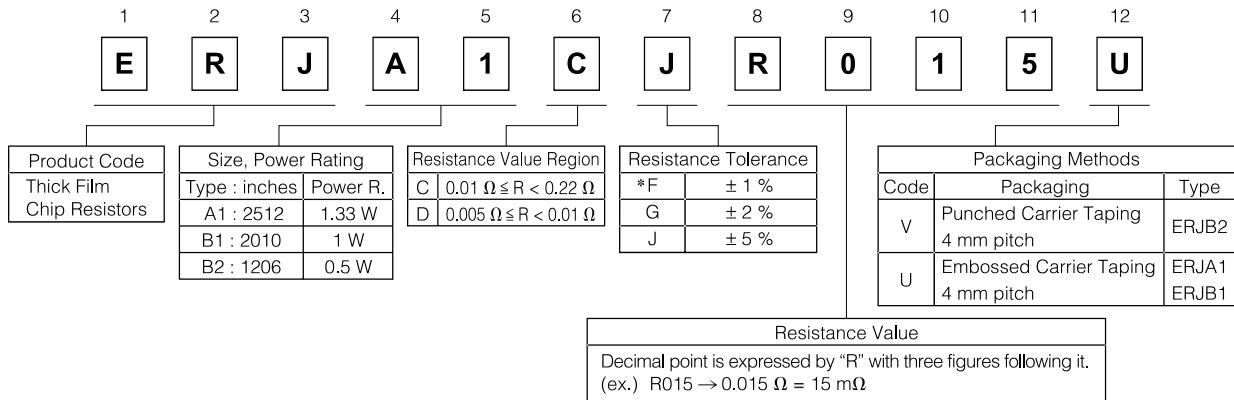 1 2 3 4 5 6 7 8 9 10 11 12
E R J A 1 C J R 0 1 5 U
Product Code
Thick Film
Chip Resistors
Size, Power Rating
Type : inches Power R.
A1 : 2512 1.33 W
B1 : 2010 1 W
B2 : 1206 0.5 W
Resistance Value Region
C 0.01 Ω ≦ R < 0.22 Ω
D 0.005 Ω ≦ R < 0.01 Ω
Resistance Tolerance
*F ± 1 %
G ± 2 %
J ± 5 %
Packaging Methods
Code Packaging Type
V Punched Carrier Taping 4 mm pitch ERJB2
U Embossed Carrier Taping 4 mm pitch ERJA1 ERJB1
Resistance Value
Decimal point is expressed by “R” with three figures following it.
(ex.) R015 → 0.015 Ω = 15 mΩ